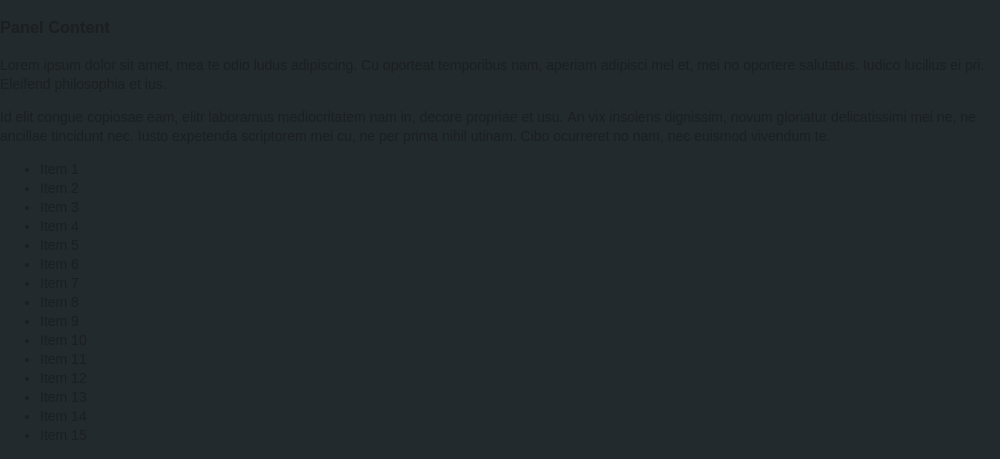 Panel Content
Lorem ipsum dolor sit amet, mea te odio ludus adipiscing. Cu oporteat temporibus nam, aperiam adipisci mel et, mei no oportere salutatus. Iudico lucilius ei pri.
Eleifend philosophia et ius.
Id elit congue copiosae eam, elitr laboramus mediocritatem nam in, decore propriae et usu. An vix insolens dignissim, novum gloriatur delicatissimi mei ne, ne
ancillae tincidunt nec. Iusto expetenda scriptorem mei cu, ne per prima nihil utinam. Cibo ocurreret no nam, nec euismod vivendum te.
• Item 1
• Item 2
• Item 3
• Item 4
• Item 5
• Item 6
• Item 7
• Item 8
• Item 9
• Item 10
• Item 11
• Item 12
• Item 13
• Item 14
• Item 15